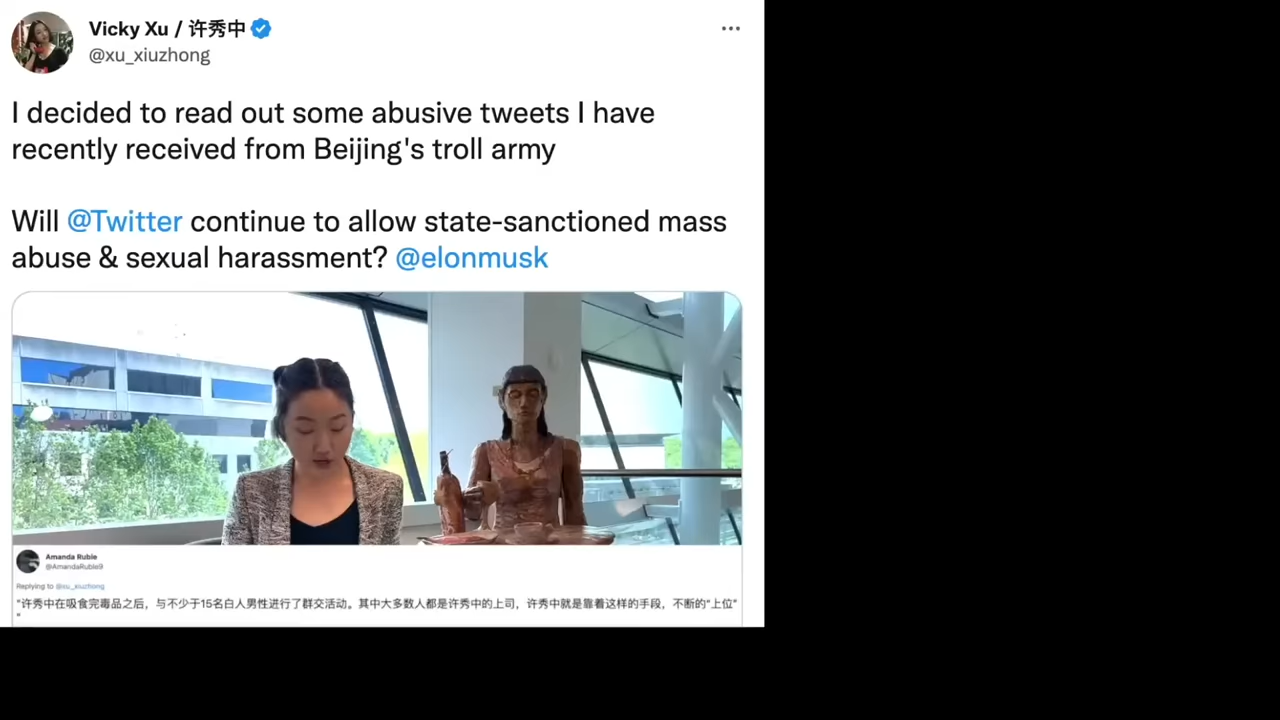 Vicky Xu / 许秀中
@xu_xiuzhong
I decided to read out some abusive tweets I have
recently received from Beijing's troll army
Will @Twitter continue to allow state-sanctioned mass
abuse & sexual harassment? @elonmusk
Amanda Ruble
@AmandaRuble9
Replying to @xu_xiuzhong
"许秀中在吸食完毒品之后，与不少于15名白人男性进行了群交活动。其中大多数人都是许秀中的上司，许秀中就是靠着这样的手段，不断的“上位”
"